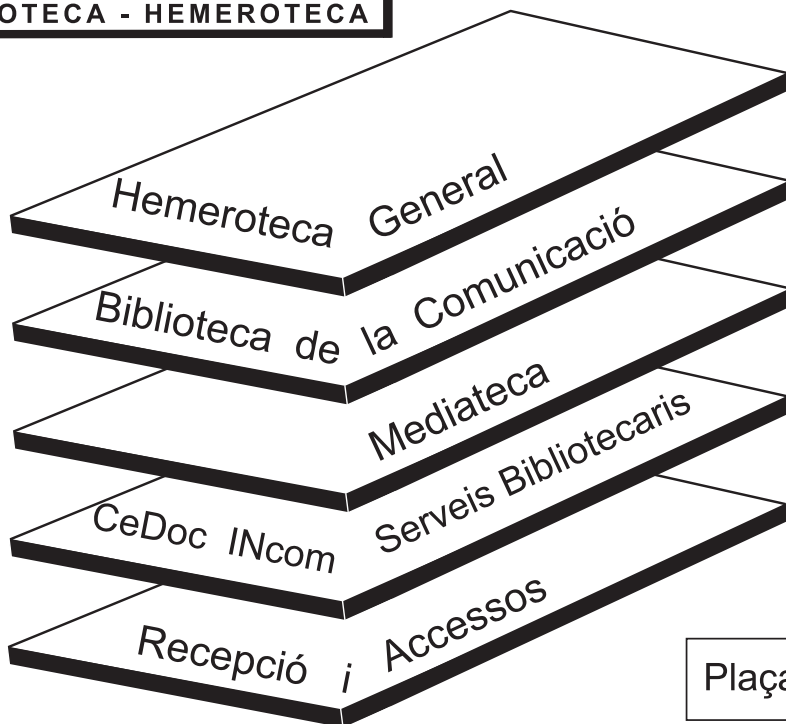 OTECA - HEMEROTECA
Hemeroteca General
Biblioteca de la Comunicació
Mediateca
CeDoc INcom Serveis Bibliotecaris
Recepció i Accessos
Plaça